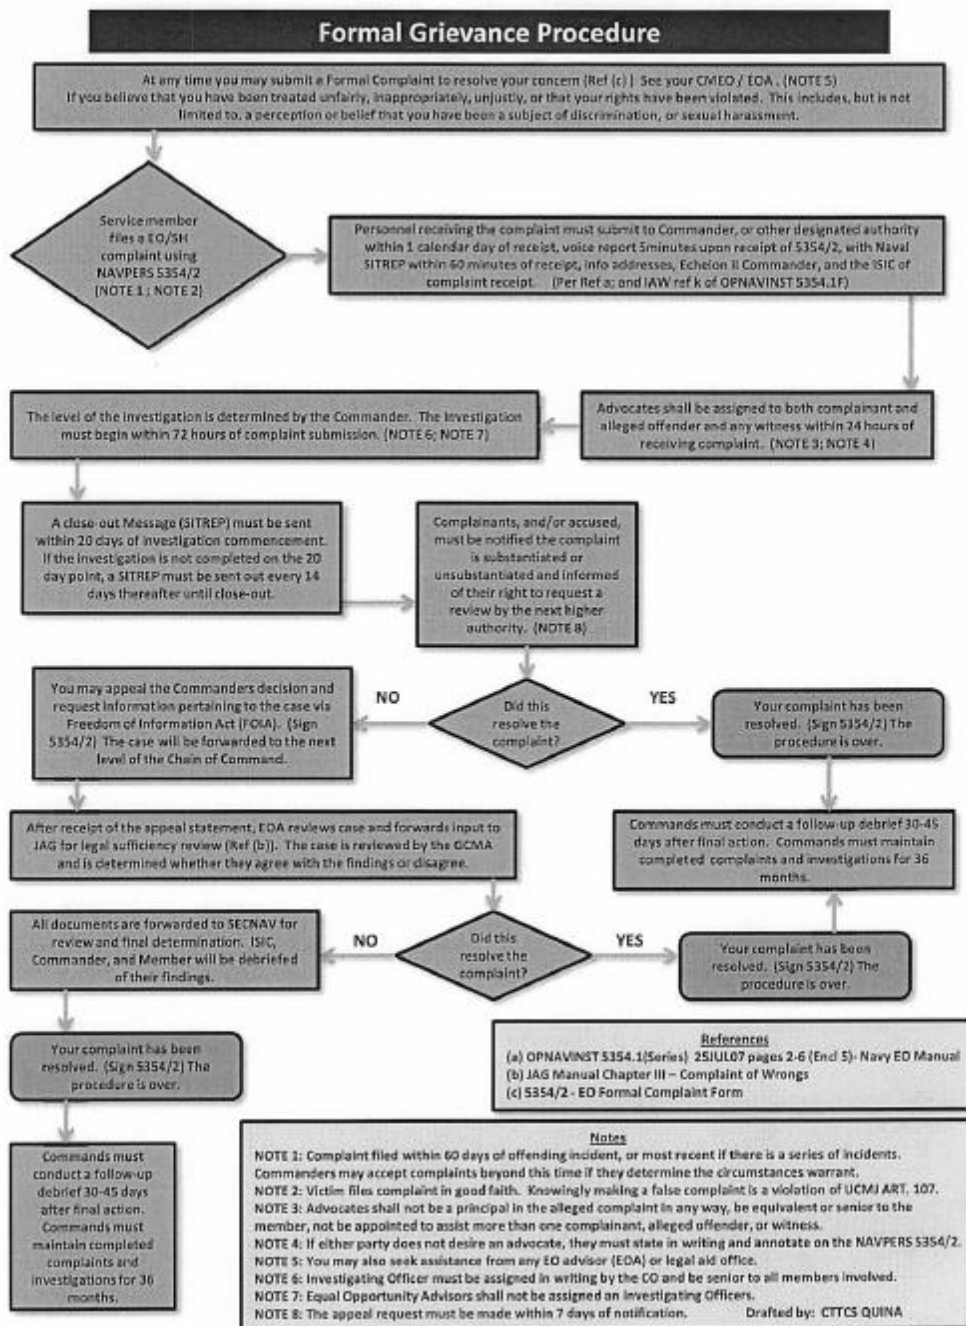 Formal Grievance Procedure
At any time you may submit a Formal Complaint to resolve your concern (Ref (c) ) See your CMEO / EOA . (NOTE 5)
If you believe that you have been treated unfairly, inappropriately, unjustly, or that your rights have been violated. This includes, but is not
limited to, a perception or belief that you have been a subject of discrimination, or sexual harassment.
Service member
files a EO/SH
complaint using
NAVPERS 5354/2
(NOTE 1 ; NOTE 2)
Personnel receiving the complaint must submit to Commander, or other designated authority
within 1 calendar day of receipt, voice report 5minutes upon receipt of 5354/2, with Naval
SITREP within 60 minutes of receipt, info addresses, Echelon II Commander, and the ISIC of
complaint receipt. (Per Ref a; and IAW ref k of OPNAVINST 5354.1F)
Advocates shall be assigned to both complainant and
alleged offender and any witness within 24 hours of
receiving complaint. (NOTE 3; NOTE 4)
The level of the investigation is determined by the Commander. The investigation
must begin within 72 hours of complaint submission. (NOTE 6; NOTE 7)
A close-out Message (SITREP) must be sent
within 20 days of investigation commencement.
If the investigation is not completed on the 20
day point, a SITREP must be sent out every 14
days thereafter until close-out.
Complainants, and/or accused,
must be notified the complaint
is substantiated or
unsubstantiated and informed
of their right to request a
review by the next higher
authority. (NOTE 8)
Did this
resolve the
complaint?
NO
YES
You may appeal the Commanders decision and
request information pertaining to the case via
Freedom of Information Act (FOIA). (Sign
5354/2) The case will be forwarded to the next
level of the Chain of Command.
Your complaint has been
resolved. (Sign 5354/2) The
procedure is over.
After receipt of the appeal statement, EOA reviews case and forwards input to
JAG for legal sufficiency review (Ref (b)). The case is reviewed by the GCMA
and is determined whether they agree with the findings or disagree.
Commands must conduct a follow-up debrief 30-45
days after final action. Commands must maintain
completed complaints and investigations for 36
months.
Did this
resolve the
complaint?
NO
YES
All documents are forwarded to SECNAV for
review and final determination. ISIC,
Commander, and Member will be debriefed
of their findings.
Your complaint has been
resolved. (Sign 5354/2) The
procedure is over.
Your complaint has been
resolved. (Sign 5354/2) The
procedure is over.
Commands must
conduct a follow-up
debrief 30-45 days
after final action.
Commands must
maintain completed
complaints and
investigations for 36
months.
References
(a) OPNAVINST 5354.1(Series) 25JUL07 pages 2-6 (Encl 5)- Navy EO Manual
(b) JAG Manual Chapter III – Complaint of Wrongs
(c) 5354/2 - EO Formal Complaint Form
Notes
NOTE 1: Complaint filed within 60 days of offending incident, or most recent if there is a series of incidents.
Commanders may accept complaints beyond this time if they determine the circumstances warrant.
NOTE 2: Victim files complaint in good faith. Knowingly making a false complaint is a violation of UCMJ ART. 107.
NOTE 3: Advocates shall not be a principal in the alleged complaint in any way, be equivalent or senior to the
member, not be appointed to assist more than one complainant, alleged offender, or witness.
NOTE 4: If either party does not desire an advocate, they must state in writing and annotate on the NAVPERS 5354/2.
NOTE 5: You may also seek assistance from any EO advisor (EOA) or legal aid office.
NOTE 6: Investigating Officer must be assigned in writing by the CO and be senior to all members involved.
NOTE 7: Equal Opportunity Advisors shall not be assigned an Investigating Officers.
NOTE 8: The appeal request must be made within 7 days of notification. Drafted by: CTTCS QUINA